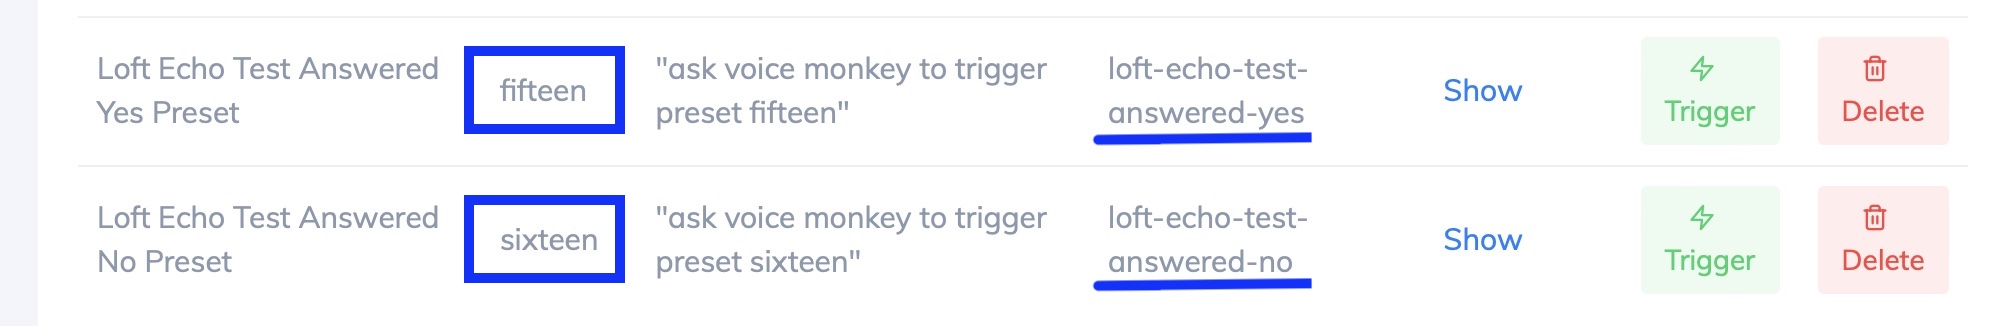 Loft Echo Test Answered
Yes Preset
fifteen
"ask voice monkey to trigger
preset fifteen"
loft-echo-test-
answered-yes
Show
Trigger
Delete
Loft Echo Test Answered
No Preset
sixteen
"ask voice monkey to trigger
preset sixteen"
loft-echo-test-
answered-no
Show
Trigger
Delete